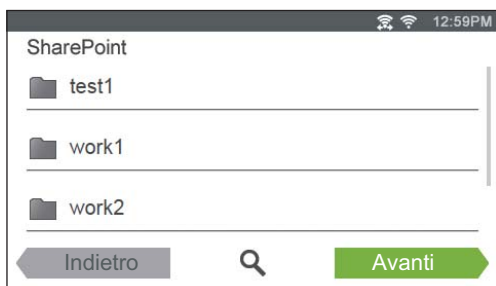 12:59PM
SharePoint
test1
work1
work2
Indietro
Avanti